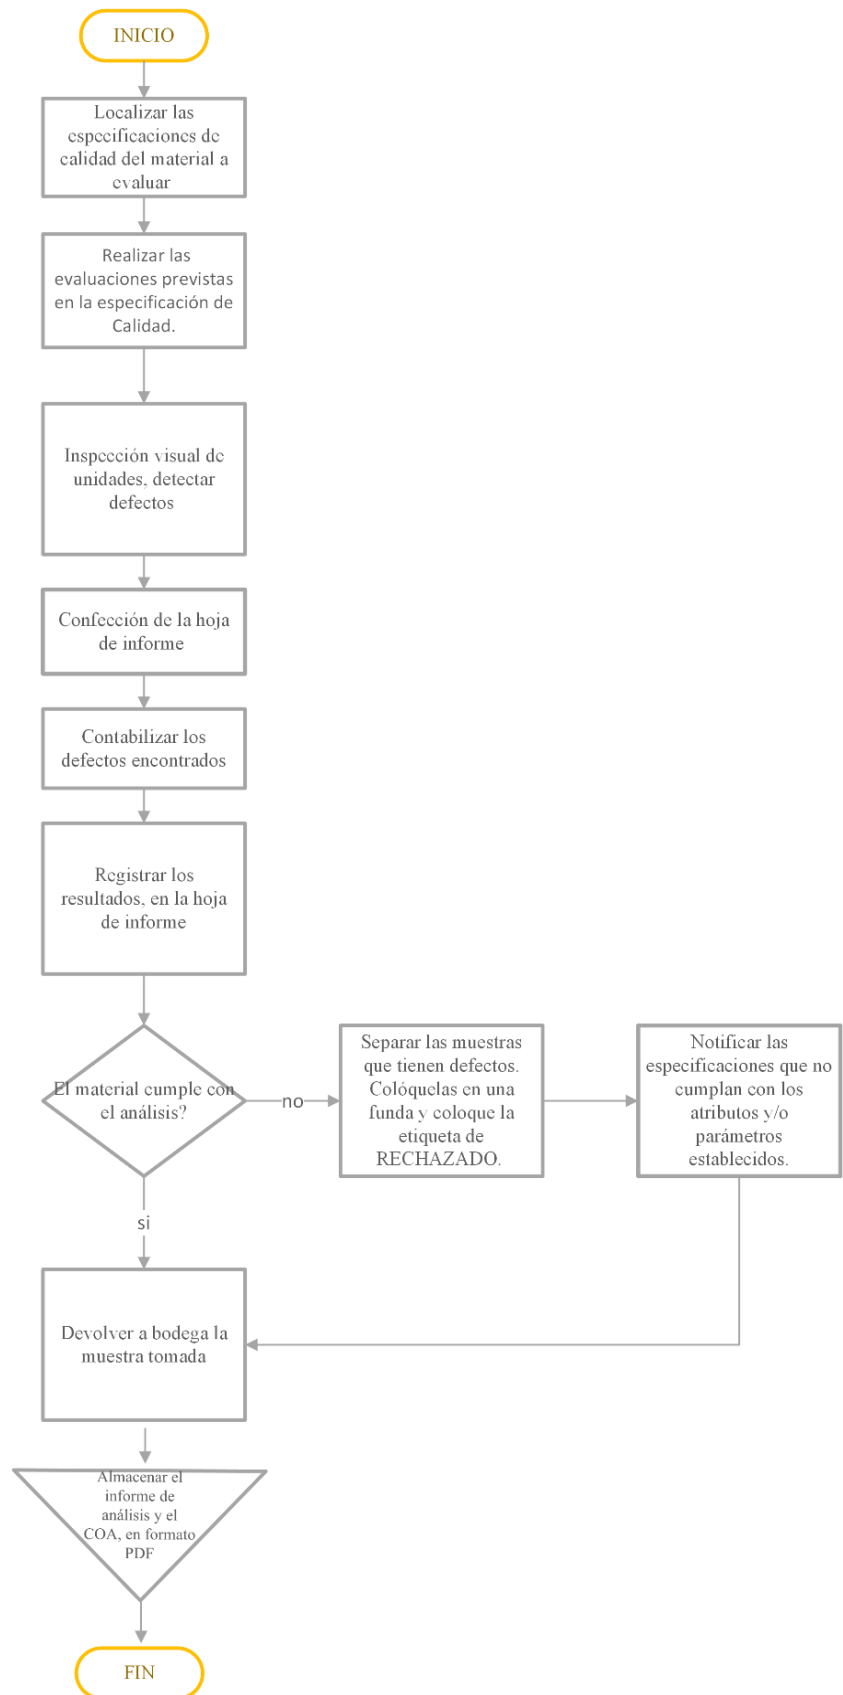 INICIO
Localizar las
especificaciones de
calidad del material a
evaluar
Realizar las
evaluaciones previstas
en la especificación de
Calidad.
Inspección visual de
unidades, detectar
defectos
Confección de la hoja
de informe
Contabilizar los
defectos encontrados
Registrar los
resultados, en la hoja
de informe
El material cumple con
el análisis?
no
Separar las muestras
que tienen defectos.
Colóquelas en una
funda y coloque la
etiqueta de
RECHAZADO.
Notificar las
especificaciones que no
cumplan con los
atributos y/o
parámetros
establecidos.
si
Devolver a bodega la
muestra tomada
Almacenar el
informe de
análisis y el
COA, en formato
PDF
FIN